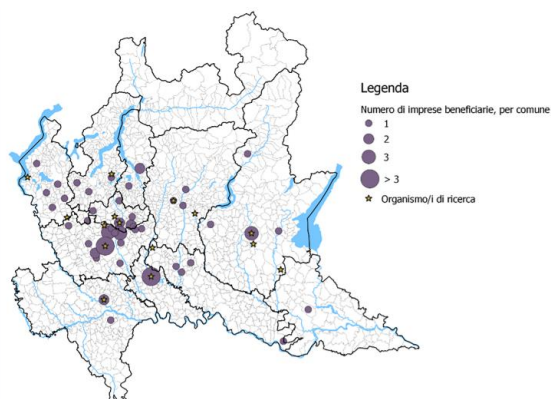 Legenda
Numero di imprese beneficiarie, per comune
1
2
3
> 3
Organismo/i di ricerca